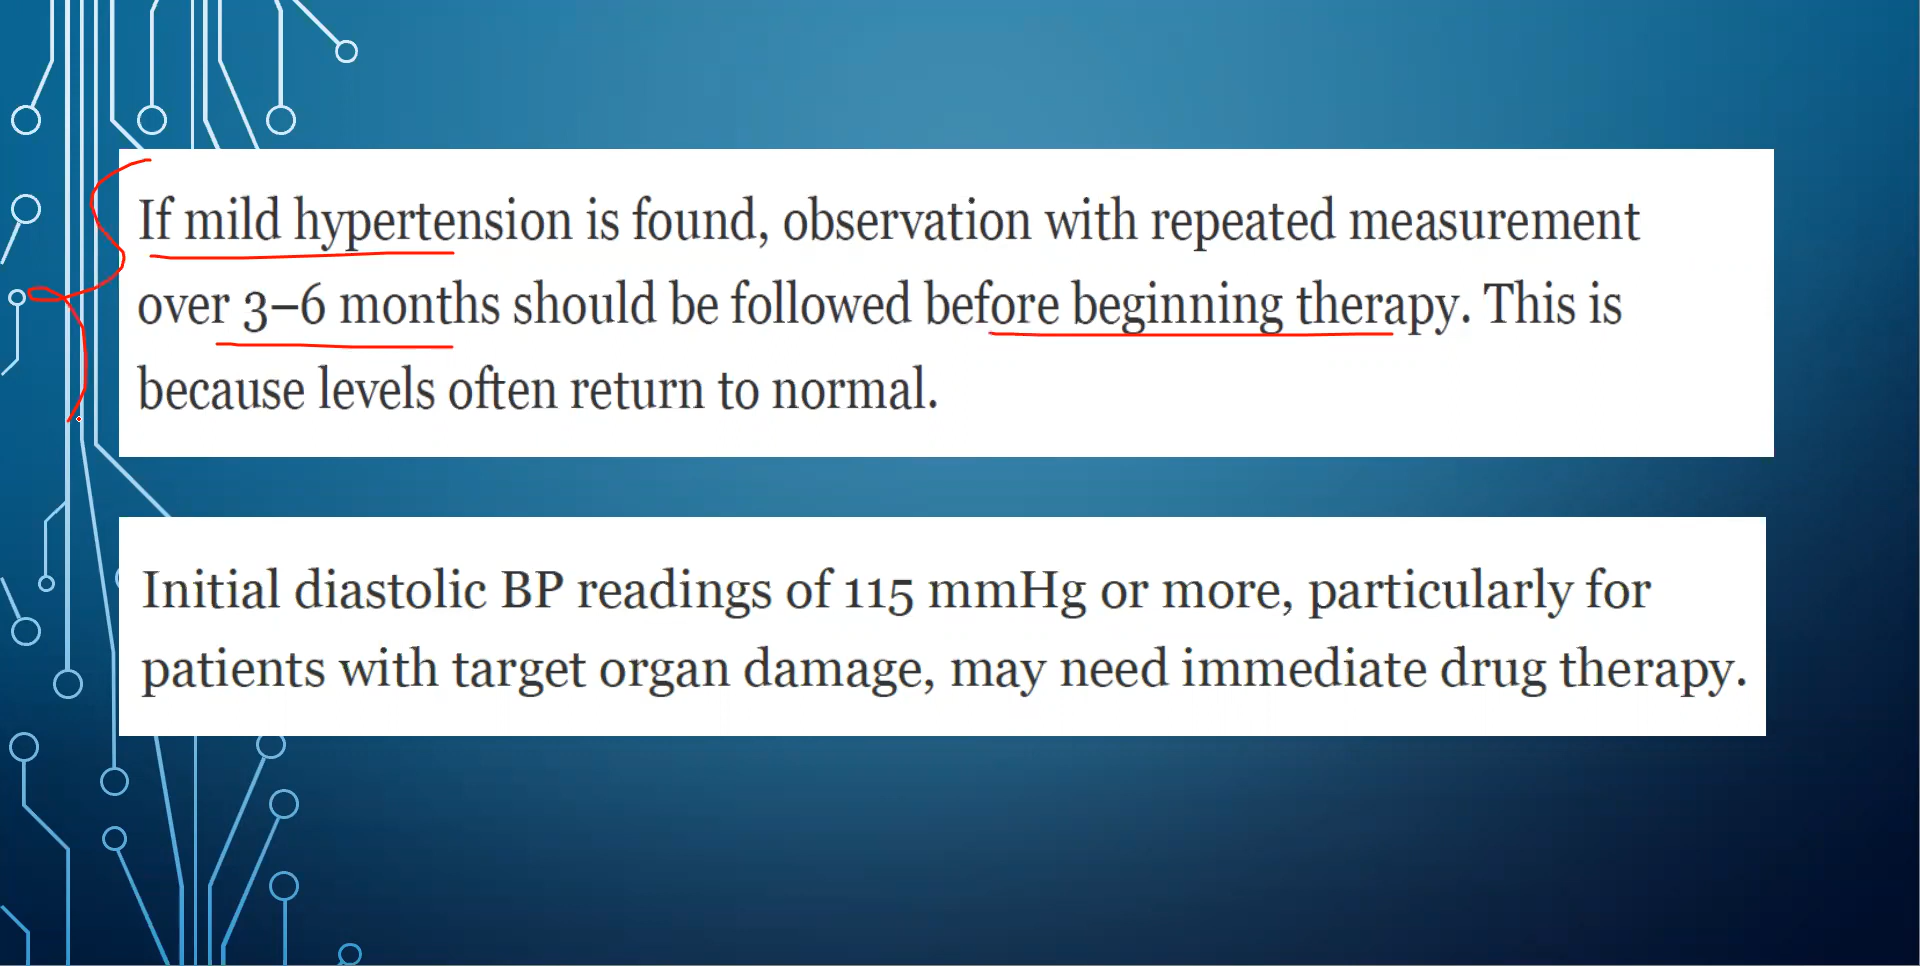 If mild hypertension is found, observation with repeated measurement
over 3–6 months should be followed before beginning therapy. This is
because levels often return to normal.
Initial diastolic BP readings of 115 mmHg or more, particularly for
patients with target organ damage, may need immediate drug therapy.